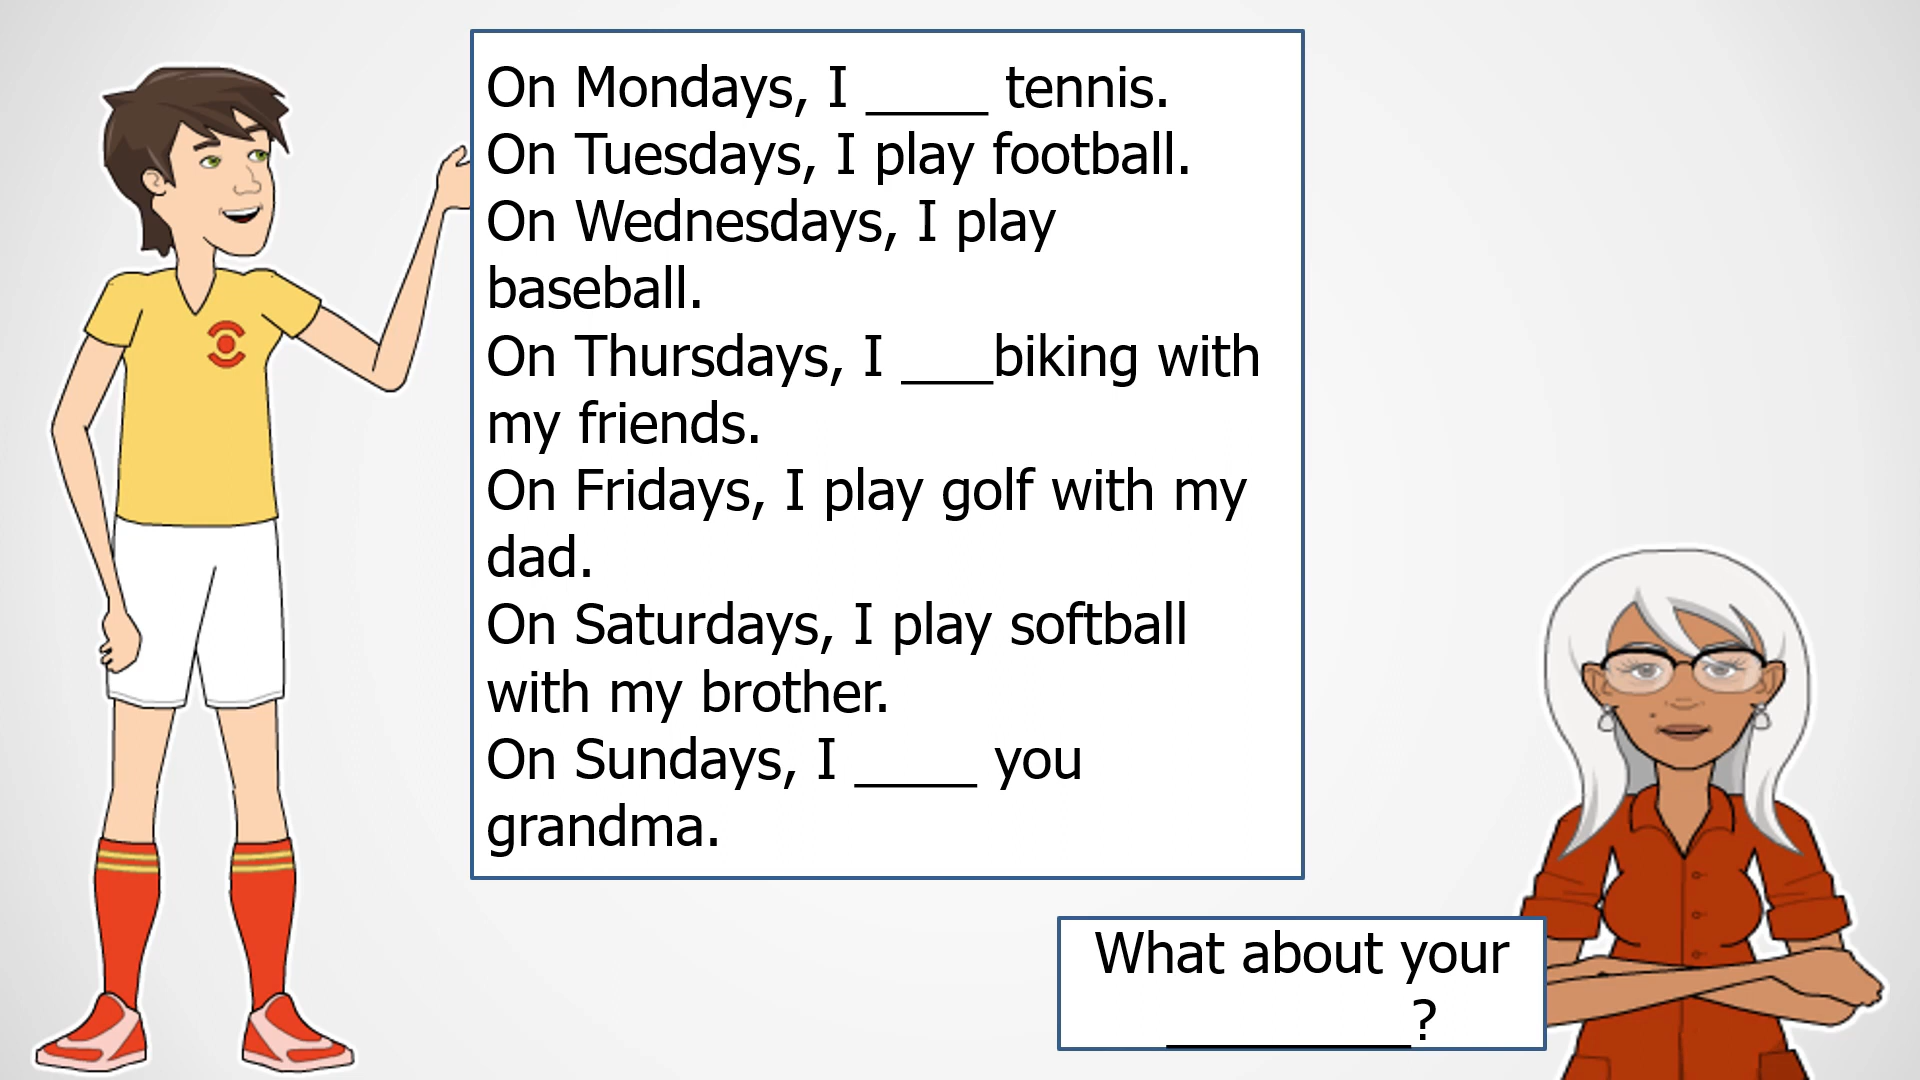 On Mondays, I ____ tennis.
On Tuesdays, I play football.
On Wednesdays, I play
baseball.
On Thursdays, I ___biking with
my friends.
On Fridays, I play golf with my
dad.
On Saturdays, I play softball
with my brother.
On Sundays, I ____ you
grandma.
What about your
________?